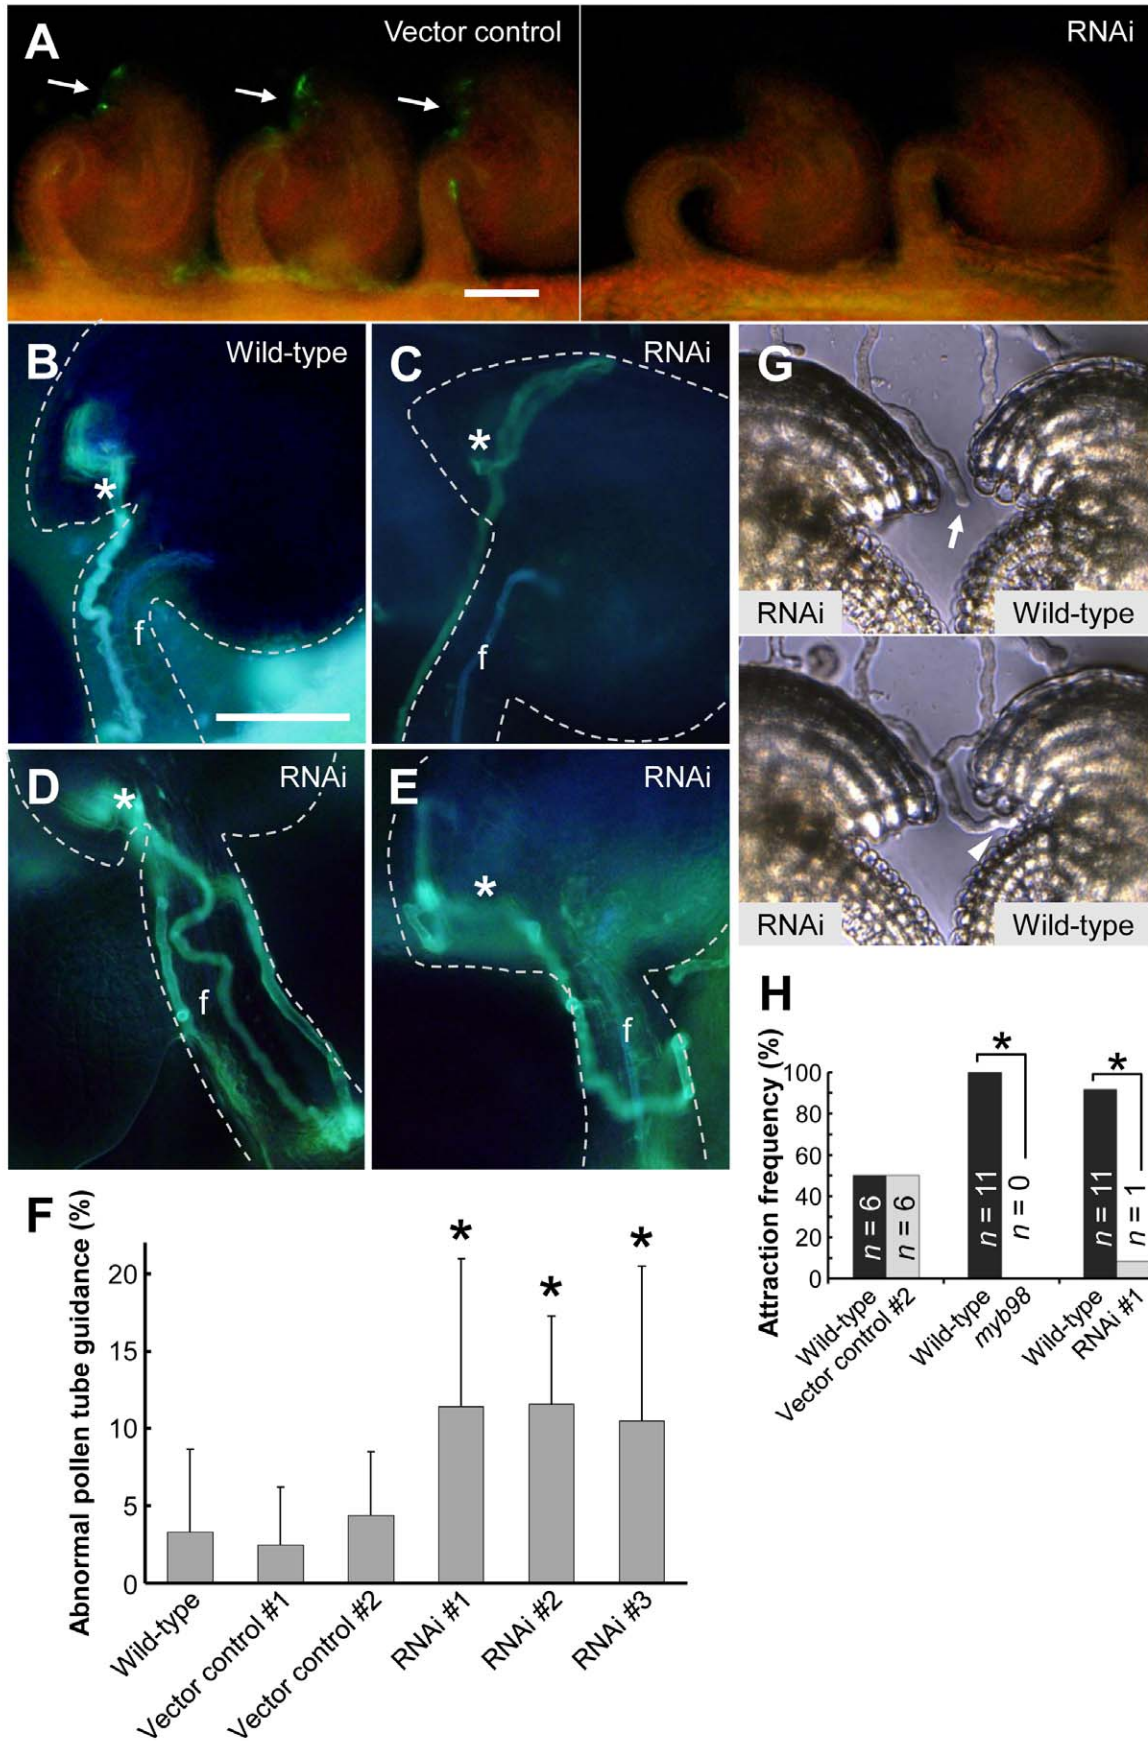 A
Vector control
RNAi
B
Wild-type
*
f
C
RNAi
*
f
D
RNAi
*
f
E
RNAi
*
f
G
RNAi
Wild-type
RNAi
Wild-type
F
Abnormal pollen tube guidance (%)
20
15
10
5
0
*
*
*
Wild-type
Vector control #1
Vector control #2
RNAi #1
RNAi #2
RNAi #3
H
Attraction frequency (%)
100
80
60
40
20
0
*
*
n = 6
n = 6
n = 11
n = 0
n = 11
n = 1
Wild-type
Vector control #2
Wild-type
myb98
Wild-type
RNAi #1